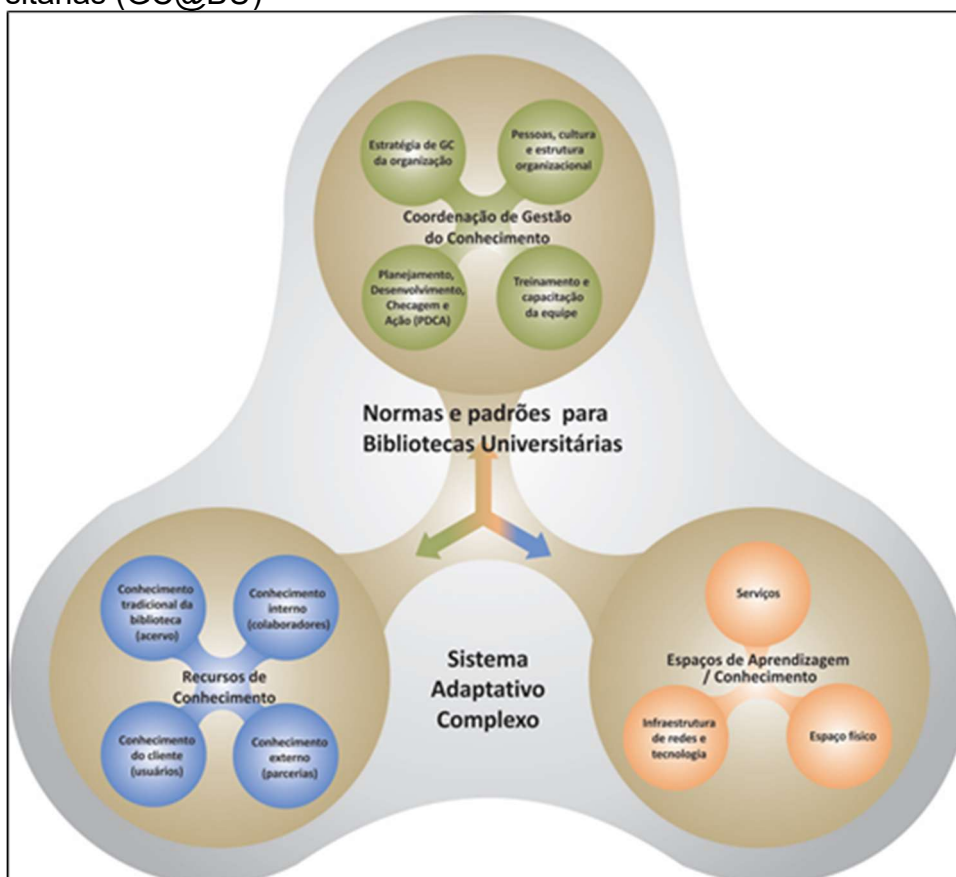 sitárias (GC@BU)
Estratégia de GC
da organização
Pessoas, cultura
e estrutura
organizacional
Coordenação de Gestão
do Conhecimento
Planejamento,
Desenvolvimento,
Checagem e
Ação (PDCA)
Treinamento e
capacitação
da equipe
Normas e padrões para
Bibliotecas Universitárias
Conhecimento
tradicional da
biblioteca
(acervo)
Conhecimento
interno
(colaboradores)
Recursos de
Conhecimento
Conhecimento
do cliente
(usuários)
Conhecimento
externo
(parcerias)
Sistema
Adaptativo
Complexo
Serviços
Espaços de Aprendizagem
/ Conhecimento
Infraestrutura
de redes e
tecnologia
Espaço físico